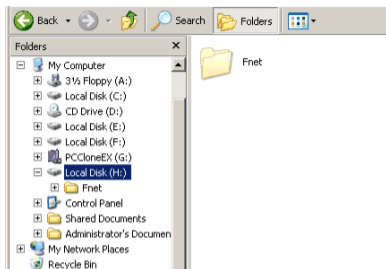 Back Search Folders
Folders
Fnet
My Computer
3½ Floppy (A:)
Local Disk (C:)
CD Drive (D:)
Local Disk (E:)
Local Disk (F:)
PCCloneEX (G:)
Local Disk (H:)
Fnet
Control Panel
Shared Documents
Administrator's Documen
My Network Places
Recycle Bin